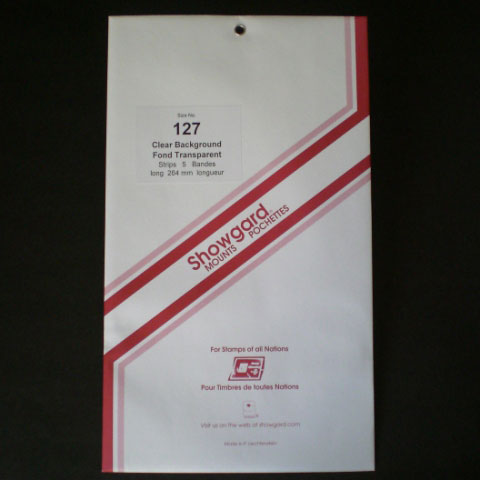 Size No
127
Clear Background
Fond Transparent
Strips 5 Bandes
long 264 mm longueur
Showgard®
MOUNTS POCHETTES
For Stamps of all Nations
Pour Timbres de toutes Nations
Visit us on the web at showgard.com